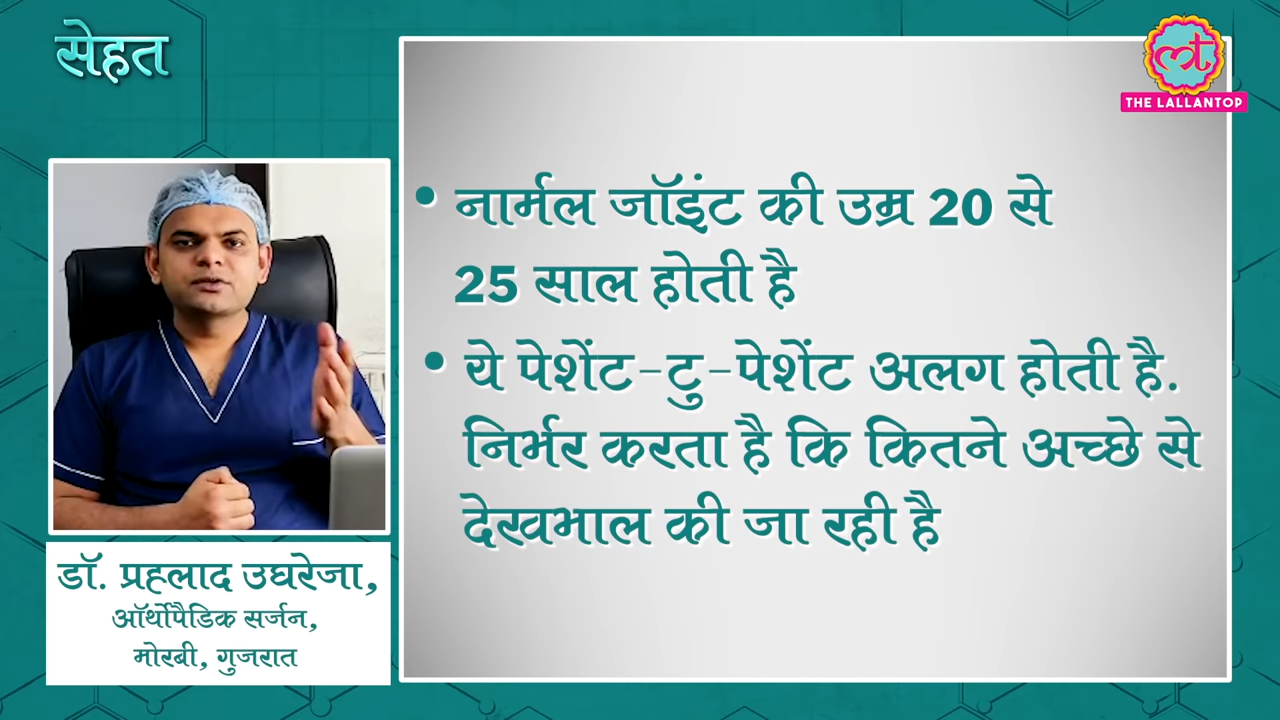 सेहत
THE LALLANTOP
• नार्मल जॉइंट की उम्र 20 से
25 साल होती है
• ये पेशेंट-टु-पेशेंट अलग होती है.
निर्भर करता है कि कितने अच्छे से
देखभाल की जा रही है
डॉ. प्रह्लाद उघरेजा,
ऑर्थोपैडिक सर्जन,
मोरबी, गुजरात